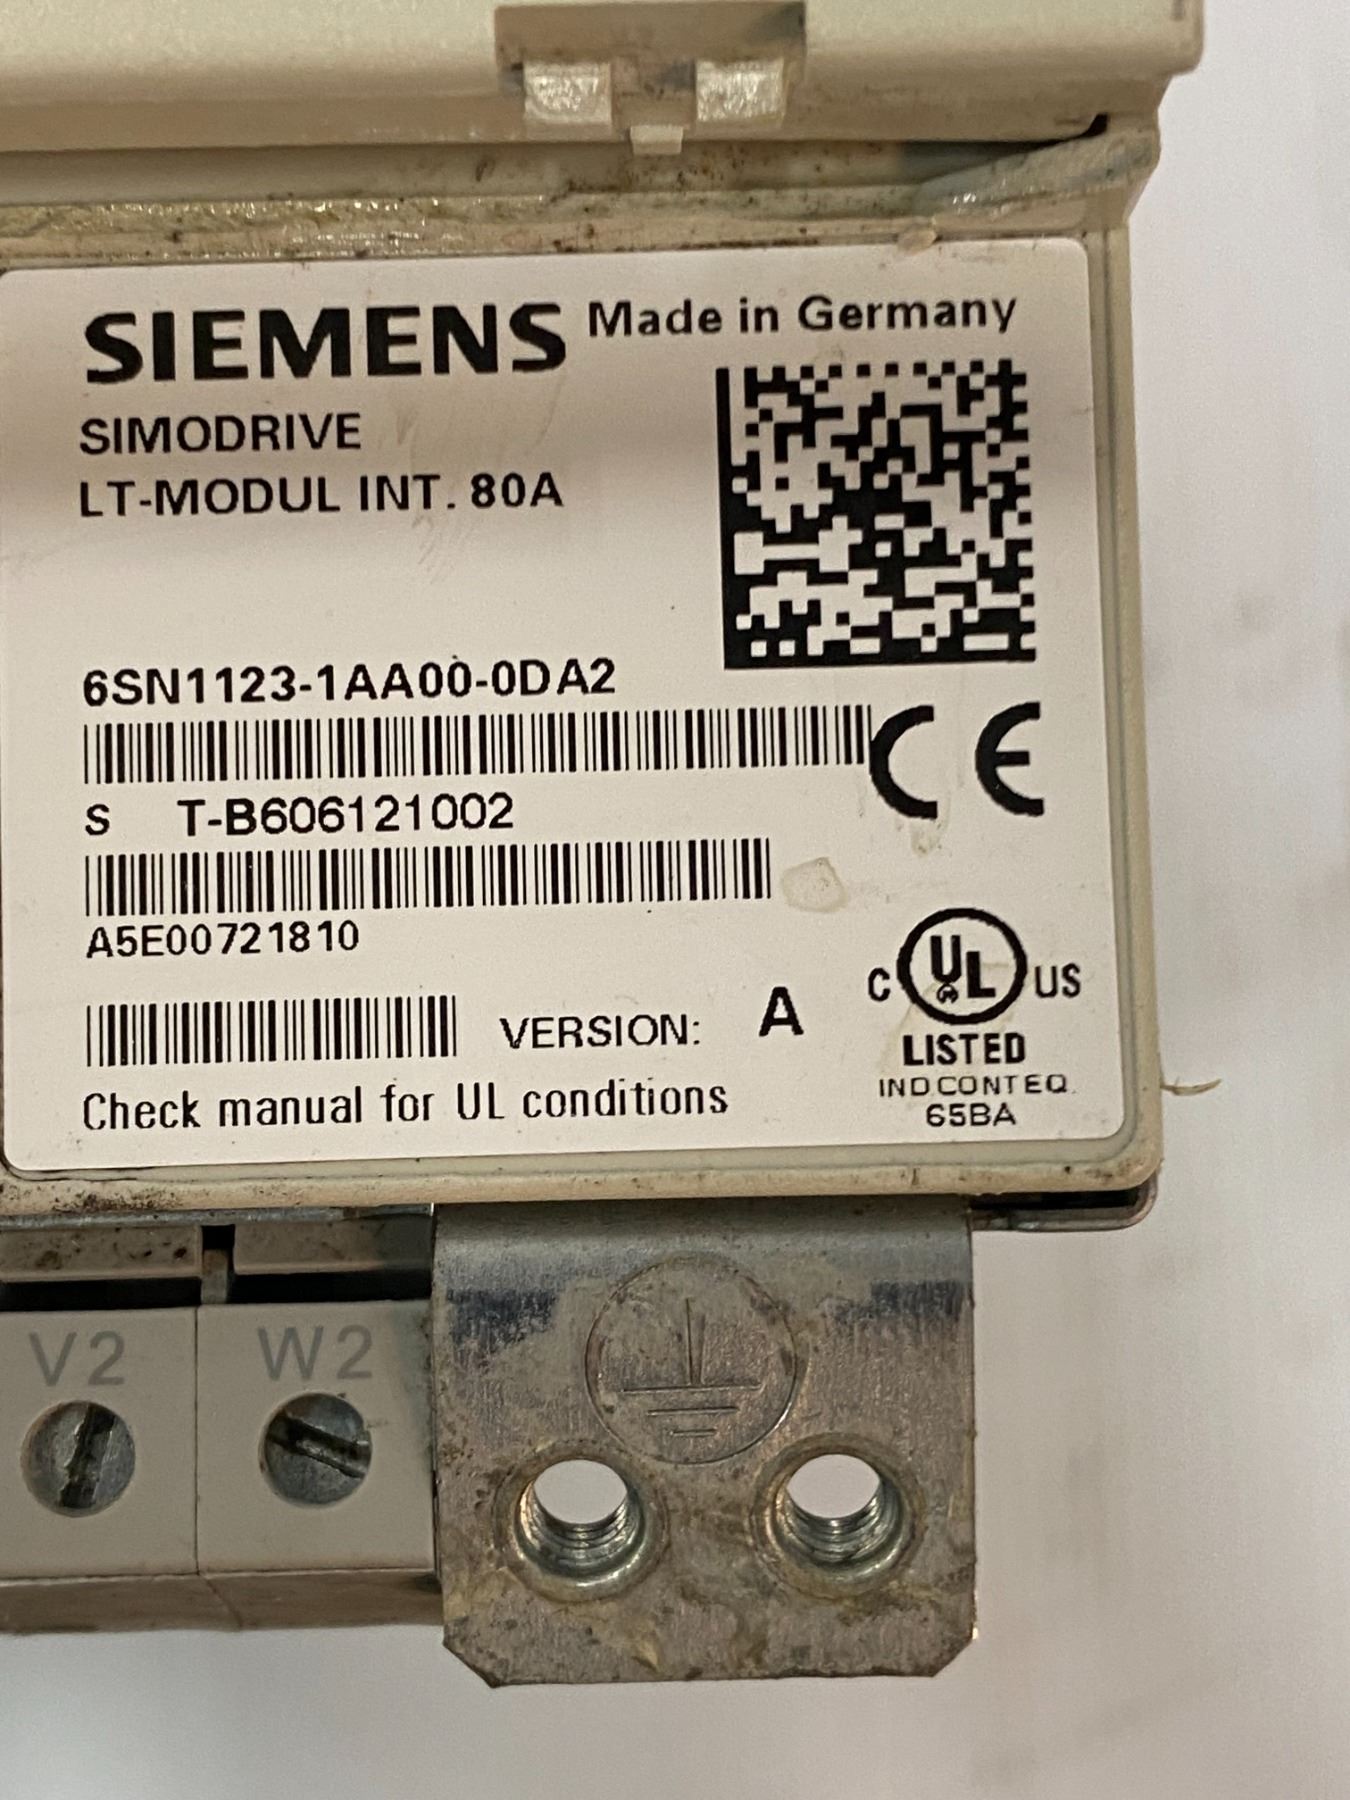 SIEMENS Made in Germany
SIMODRIVE
LT-MODUL INT. 80A
6SN1123-1AA00-0DA2
CE
S T-B606121002
A5E00721810
C UL US
LISTED
IND.CONT.EQ.
65BA
VERSION: A
Check manual for UL conditions
V2 W2